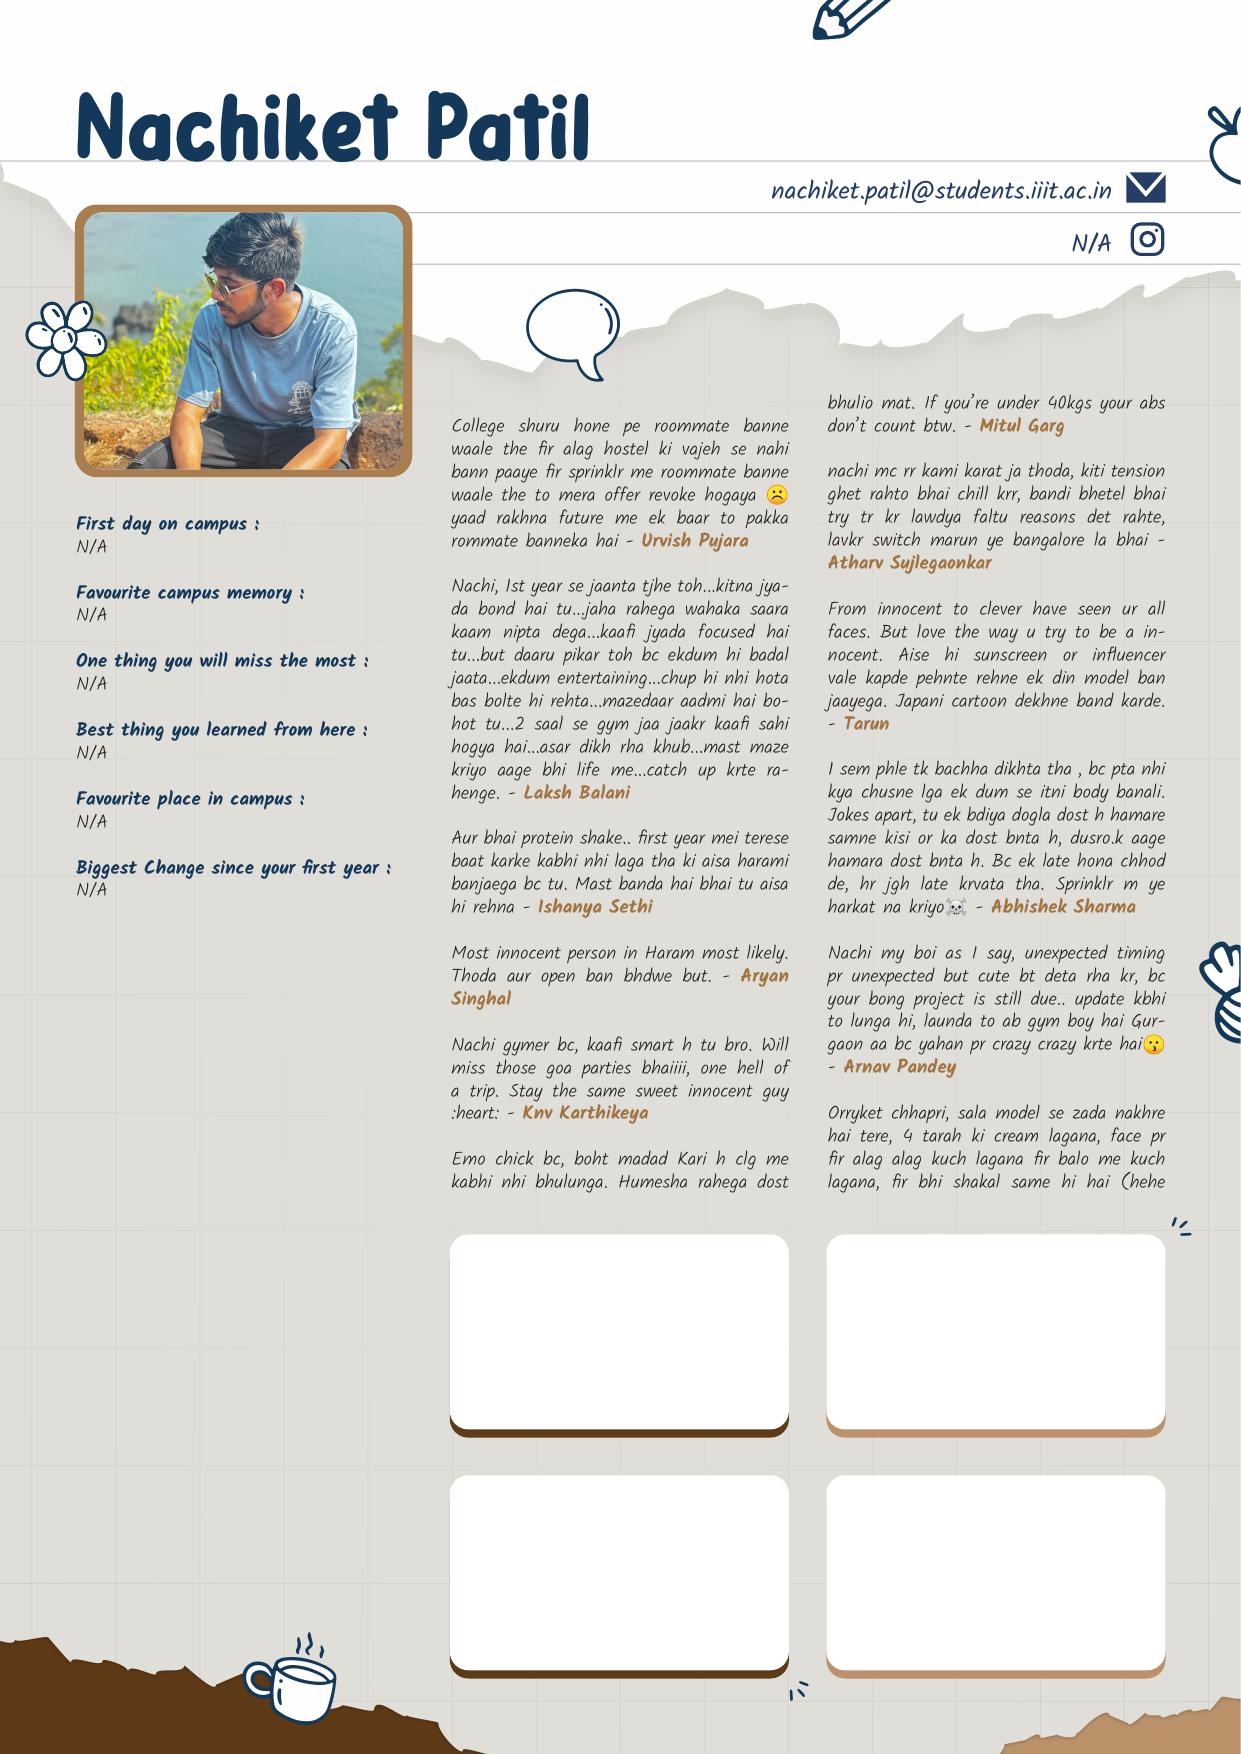 Nachiket Patil
nachiket.patil@students.iiit.ac.in
N/A
First day on campus :
N/A
Favourite campus memory :
N/A
One thing you will miss the most :
N/A
Best thing you learned from here :
N/A
Favourite place in campus :
N/A
Biggest Change since your first year :
N/A
College shuru hone pe roommate banne
waale the fir alag hostel ki vajeh se nahi
bann paaye fir sprinklr me roommate banne
waale the to mera offer revoke hogaya ☹️
yaad rakhna future me ek baar to pakka
rommate banneka hai - Urvish Pujara
Nachi, 1st year se jaanta tjhe toh...kitna jya-
da bond hai tu...jaha rahega wahaka saara
kaam nipta dega...kaafi jyada focused hai
tu...but daaru pikar toh bc ekdum hi badal
jaata...ekdum entertaining...chup hi nhi hota
bas bolte hi rehta...mazedaar aadmi hai bo-
hot tu...2 saal se gym jaa jaakr kaafi sahi
hogya hai...asar dikh rha khub...mast maze
kriyo aage bhi life me...catch up krte ra-
henge. - Laksh Balani
Aur bhai protein shake.. first year mei terese
baat karke kabhi nhi laga tha ki aisa harami
banjaega bc tu. Mast banda hai bhai tu aisa
hi rehna - Ishanya Sethi
Most innocent person in Haram most likely.
Thoda aur open ban bhdwe but. - Aryan
Singhal
Nachi gymer bc, kaafi smart h tu bro. Will
miss those goa parties bhaiiii, one hell of
a trip. Stay the same sweet innocent guy
:heart: - Knv Karthikeya
Emo chick bc, boht madad Kari h clg me
kabhi nhi bhulunga. Humesha rahega dost
bhulio mat. If you’re under 40kgs your abs
don’t count btw. - Mitul Garg
nachi mc rr kami karat ja thoda, kiti tension
ghet rahto bhai chill krr, bandi bhetel bhai
try tr kr lawdya faltu reasons det rahte,
lavkr switch marun ye bangalore la bhai -
Atharv Sujlegaonkar
From innocent to clever have seen ur all
faces. But love the way u try to be a in-
nocent. Aise hi sunscreen or influencer
vale kapde pehnte rehne ek din model ban
jaayega. Japani cartoon dekhne band karde.
- Tarun
1 sem phle tk bachha dikhta tha , bc pta nhi
kya chusne lga ek dum se itni body banali.
Jokes apart, tu ek bdiya dogla dost h hamare
samne kisi or ka dost bnta h, dusro.k aage
hamara dost bnta h. Bc ek late hona chhod
de, hr jgh late krvata tha. Sprinklr m ye
harkat na kriyo☠️ - Abhishek Sharma
Nachi my boi as I say, unexpected timing
pr unexpected but cute bt deta rha kr, bc
your bong project is still due.. update kbhi
to lunga hi, launda to ab gym boy hai Gur-
gaon aa bc yahan pr crazy crazy krte hai😗
- Arnav Pandey
Orryket chhapri, sala model se zada nakhre
hai tere, 4 tarah ki cream lagana, face pr
fir alag alag kuch lagana fir balo me kuch
lagana, fir bhi shakal same hi hai (hehe